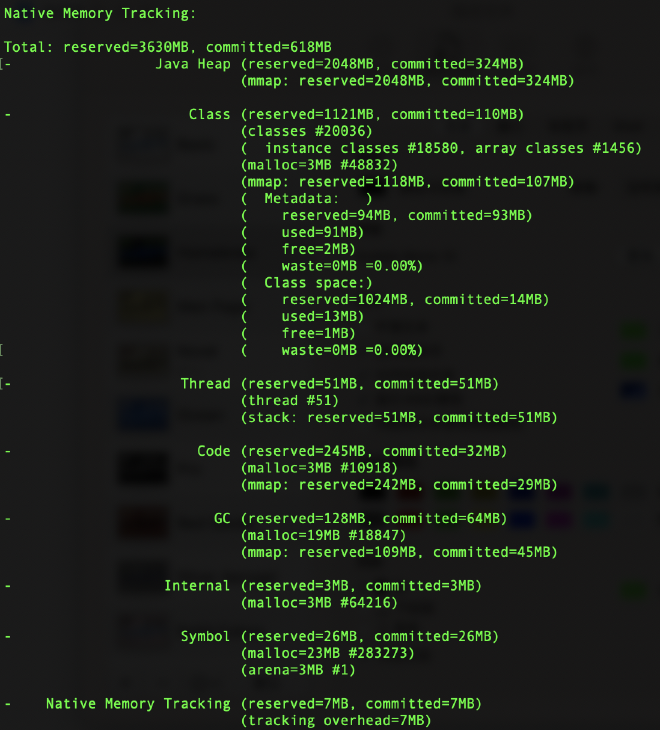 Native Memory Tracking:
Total: reserved=3630MB, committed=618MB
- Java Heap (reserved=2048MB, committed=324MB)
(mmap: reserved=2048MB, committed=324MB)
- Class (reserved=1121MB, committed=110MB)
(classes #20036)
( instance classes #18580, array classes #1456)
(malloc=3MB #48832)
(mmap: reserved=1118MB, committed=107MB)
( Metadata: )
( reserved=94MB, committed=93MB)
( used=91MB)
( free=2MB)
( waste=0MB =0.00%)
( Class space:)
( reserved=1024MB, committed=14MB)
( used=13MB)
( free=1MB)
( waste=0MB =0.00%)
- Thread (reserved=51MB, committed=51MB)
(thread #51)
(stack: reserved=51MB, committed=51MB)
- Code (reserved=245MB, committed=32MB)
(malloc=3MB #10918)
(mmap: reserved=242MB, committed=29MB)
- GC (reserved=128MB, committed=64MB)
(malloc=19MB #18847)
(mmap: reserved=109MB, committed=45MB)
- Internal (reserved=3MB, committed=3MB)
(malloc=3MB #64216)
- Symbol (reserved=26MB, committed=26MB)
(malloc=23MB #283273)
(arena=3MB #1)
- Native Memory Tracking (reserved=7MB, committed=7MB)
(tracking overhead=7MB)